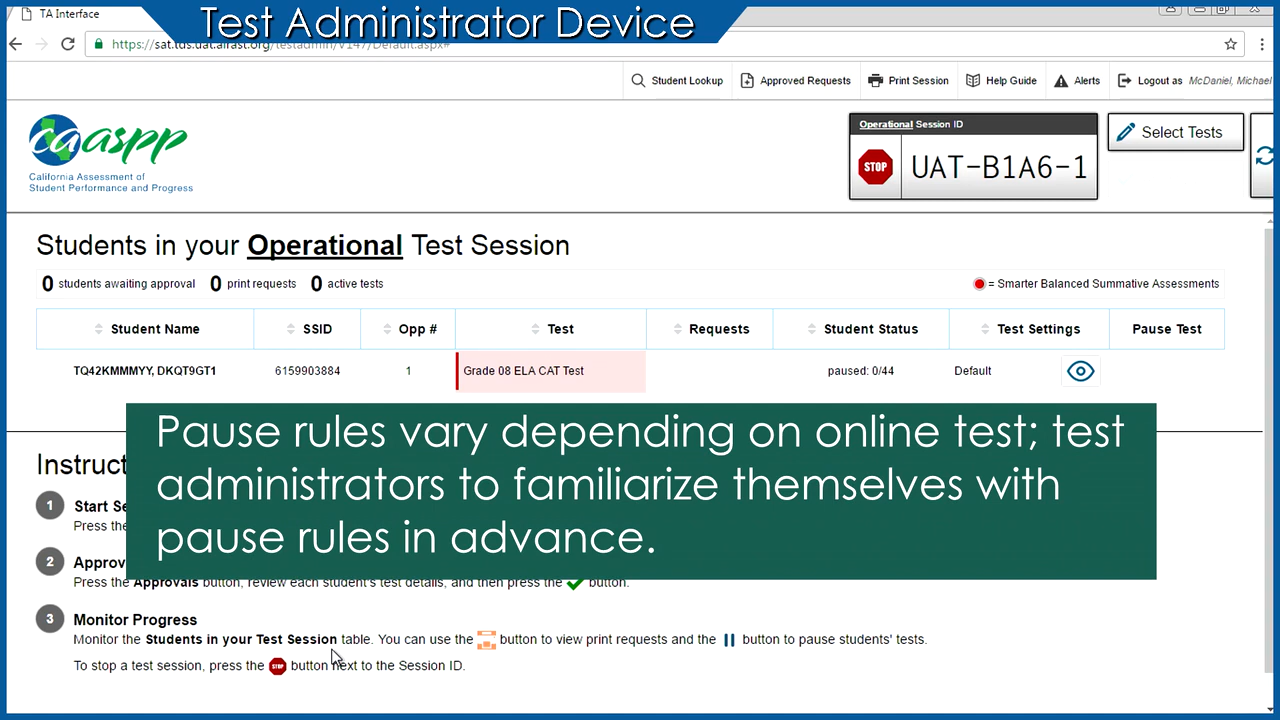 Test Administrator Device
TA Interface
https://sat.tds.uat.airast.org/testadmin/V147/Default.aspx#
Student Lookup
Approved Requests
Print Session
Help Guide
Alerts
Logout as McDaniel, Michael
ca aspp
California Assessment of
Student Performance and Progress
Operational Session ID
STOP
UAT-B1A6-1
Select Tests
Students in your Operational Test Session
0 students awaiting approval 0 print requests 0 active tests
= Smarter Balanced Summative Assessments
Student Name SSID Opp # Test Requests Student Status Test Settings Pause Test
TQ42KMMMYY, DKQT9GT1 6159903884 1 Grade 08 ELA CAT Test paused: 0/44 Default
Pause rules vary depending on online test; test
administrators to familiarize themselves with
pause rules in advance.
Instruct
1 Start Se
Press the
2 Approv
Press the Approvals button, review each student's test details, and then press the button.
3 Monitor Progress
Monitor the Students in your Test Session table. You can use the button to view print requests and the button to pause students' tests.
To stop a test session, press the STOP button next to the Session ID.